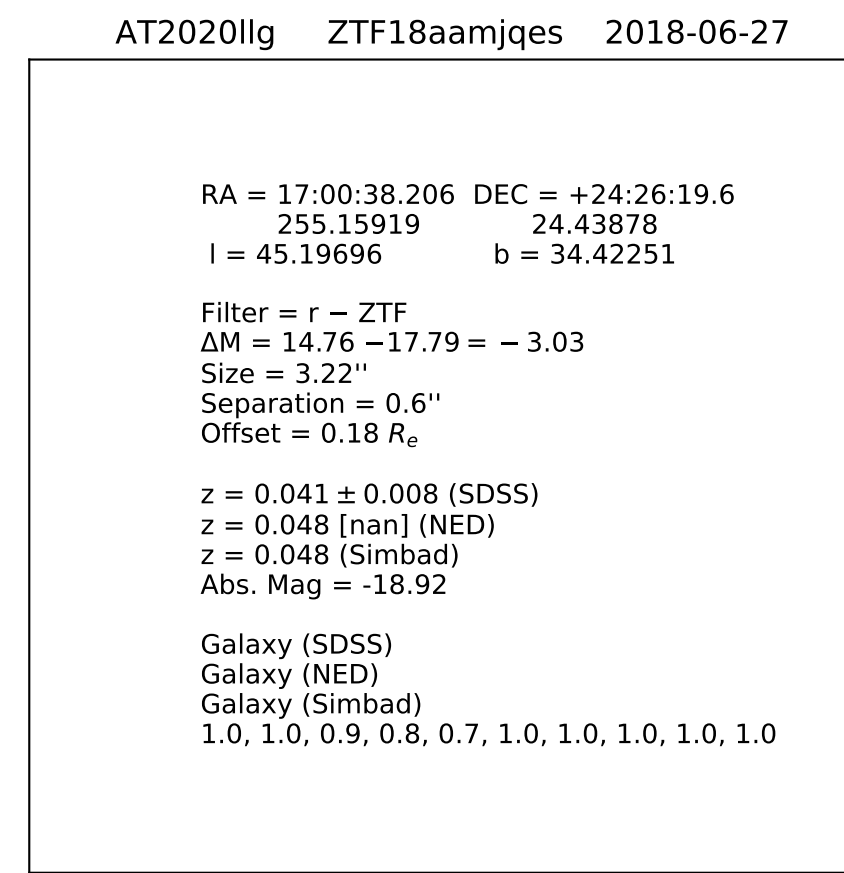 AT2020llg ZTF18aamjqes 2018-06-27
RA = 17:00:38.206 DEC = +24:26:19.6
255.15919 24.43878
l = 45.19696 b = 34.42251
Filter = r − ZTF
ΔM = 14.76 −17.79 = − 3.03
Size = 3.22''
Separation = 0.6''
Offset = 0.18 Rₑ
z = 0.041 ± 0.008 (SDSS)
z = 0.048 [nan] (NED)
z = 0.048 (Simbad)
Abs. Mag = -18.92
Galaxy (SDSS)
Galaxy (NED)
Galaxy (Simbad)
1.0, 1.0, 0.9, 0.8, 0.7, 1.0, 1.0, 1.0, 1.0, 1.0